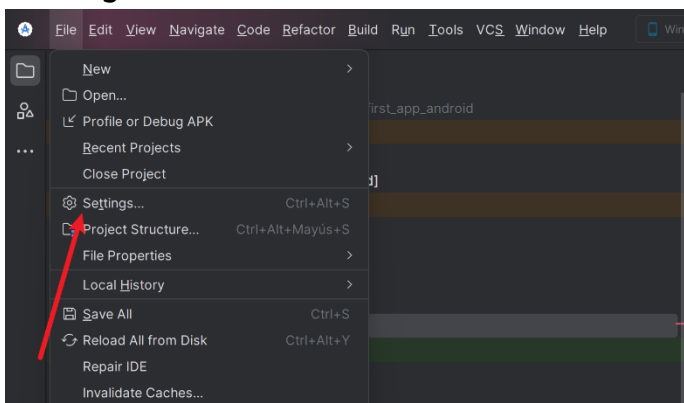 File Edit View Navigate Code Refactor Build Run Tools VCS Window Help Win
New
Open...
first_app_android
Profile or Debug APK
Recent Projects
Close Project
d]
Settings... Ctrl+Alt+S
Project Structure... Ctrl+Alt+Mayús+S
File Properties
Local History
Save All Ctrl+S
Reload All from Disk Ctrl+Alt+Y
Repair IDE
Invalidate Caches...